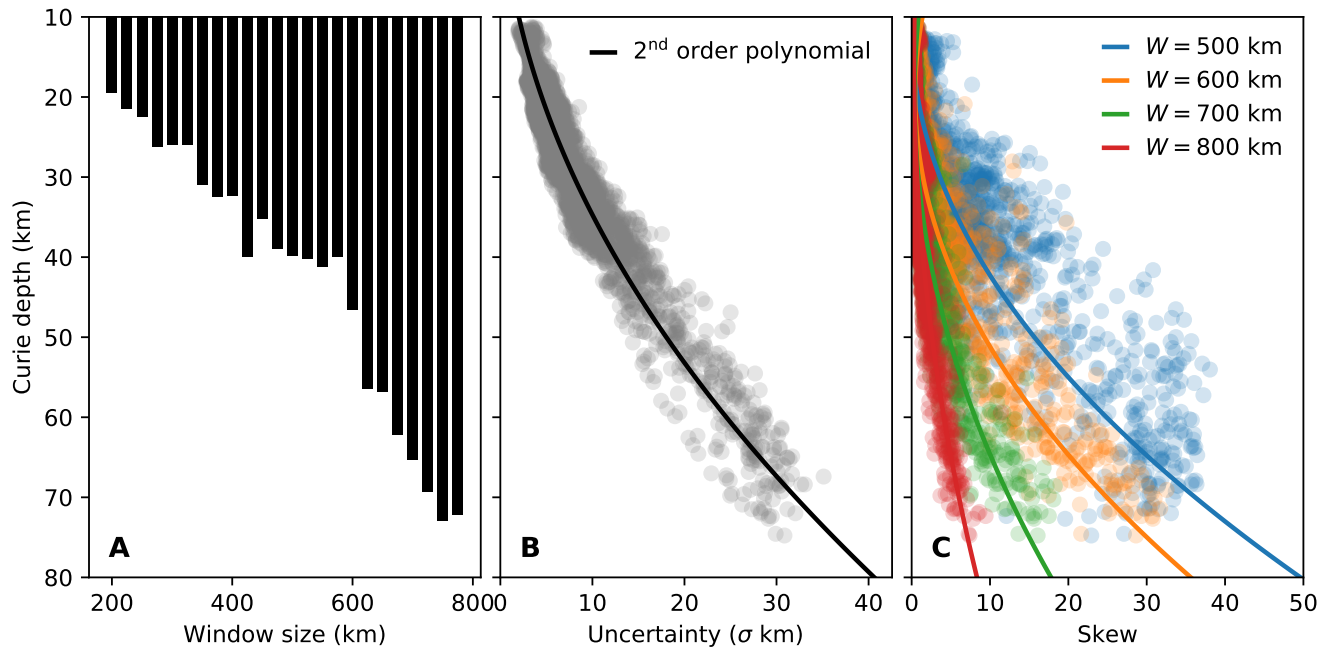 10
20
30
40
50
60
70
80
Curie depth (km)
A
200 400 600 800
Window size (km)
2nd order polynomial
B
0 10 20 30 40
Uncertainty (σ km)
W = 500 km
W = 600 km
W = 700 km
W = 800 km
C
0 10 20 30 40 50
Skew